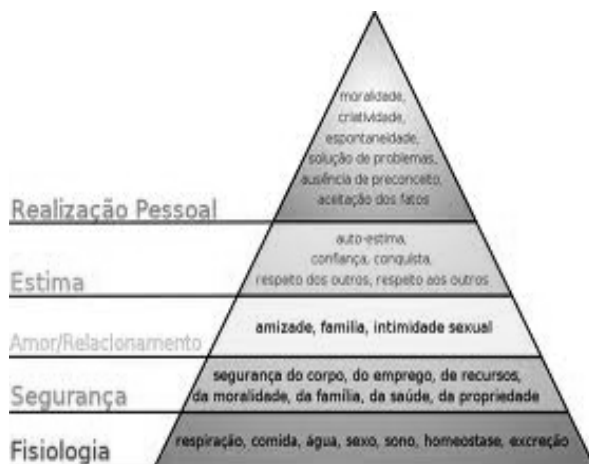 moralidade,
criatividade,
espontaneidade,
solução de problemas,
ausência de preconceito,
aceitação dos fatos
Realização Pessoal
auto-estima,
confiança, conquista,
respeito dos outros, respeito aos outros
Estima
amizade, família, intimidade sexual
Amor/Relacionamento
segurança do corpo, do emprego, de recursos,
da moralidade, da família, da saúde, da propriedade
Segurança
respiração, comida, água, sexo, sono, homeostase, excreção
Fisiologia